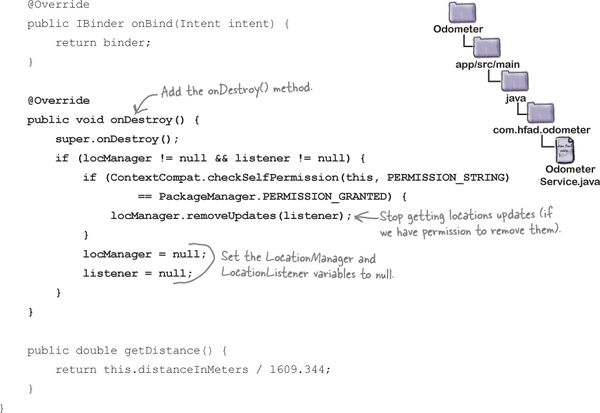 @Override
public IBinder onBind(Intent intent) {
return binder;
}
@Override
Add the onDestroy() method.
public void onDestroy() {
super.onDestroy();
if (locManager != null && listener != null) {
if (ContextCompat.checkSelfPermission(this, PERMISSION_STRING)
== PackageManager.PERMISSION_GRANTED) {
locManager.removeUpdates(listener);
Stop getting locations updates (if
we have permission to remove them).
}
locManager = null;
listener = null;
Set the LocationManager and
LocationListener variables to null.
}
}
public double getDistance() {
return this.distanceInMeters / 1609.344;
}
}
Odometer
app/src/main
java
com.hfad.odometer
Odometer
Service.java